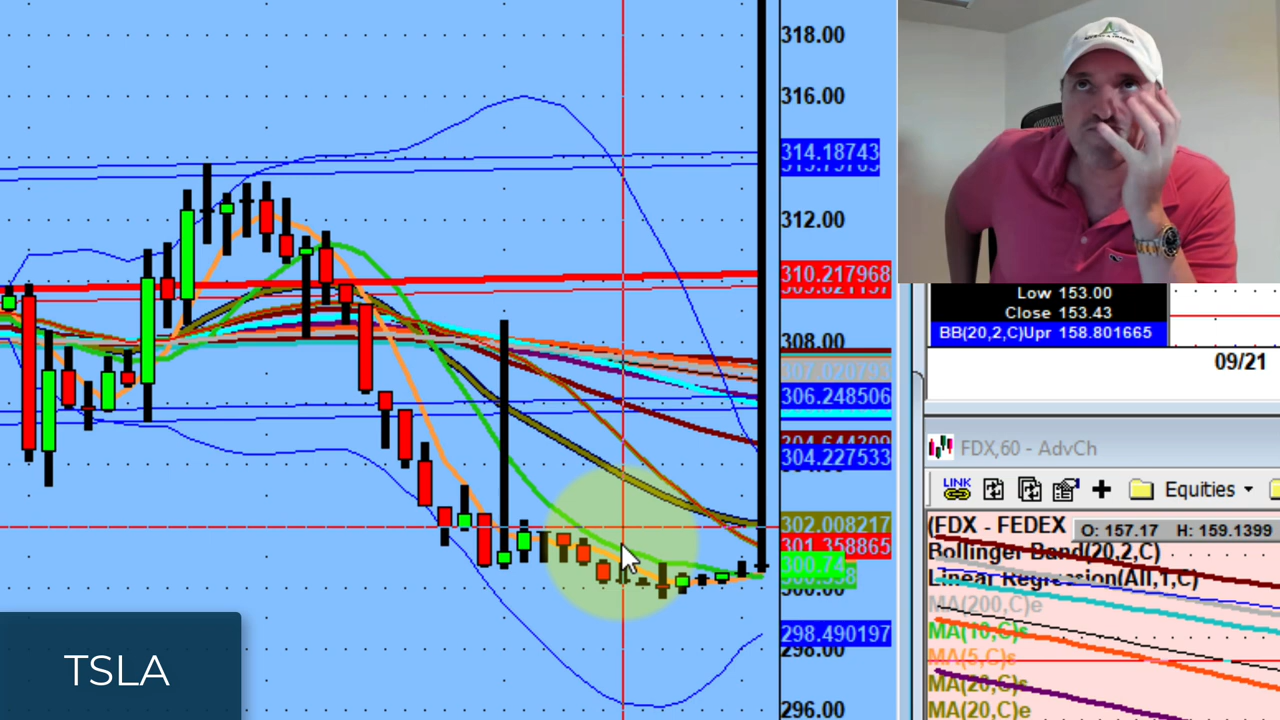 318.00
316.00
314.18743
312.00
310.217968
308.00
306.248506
304.227533
302.008217
301.358865
300.74
298.490197
298.00
296.00
TSLA
Low 153.00
Close 153.43
BB(20,2,C)Upr 158.801665
09/21
FDX,60 - AdvCh
LINK
Equities
(FDX - FEDEX
O: 157.17 H: 159.1399
Bollinger Band(20,2,C)
Linear Regression(All,1,C)
MA(200,C)e
MA(10,C)s
MA(5,C)s
MA(20,C)s
MA(20,C)e